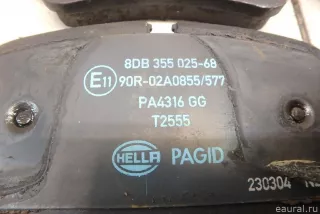 8DB 355 025-68
E11 90R-02A0855/577
PA4316 GG
T2555
HELLA PAGID
230304
© eaural.ru